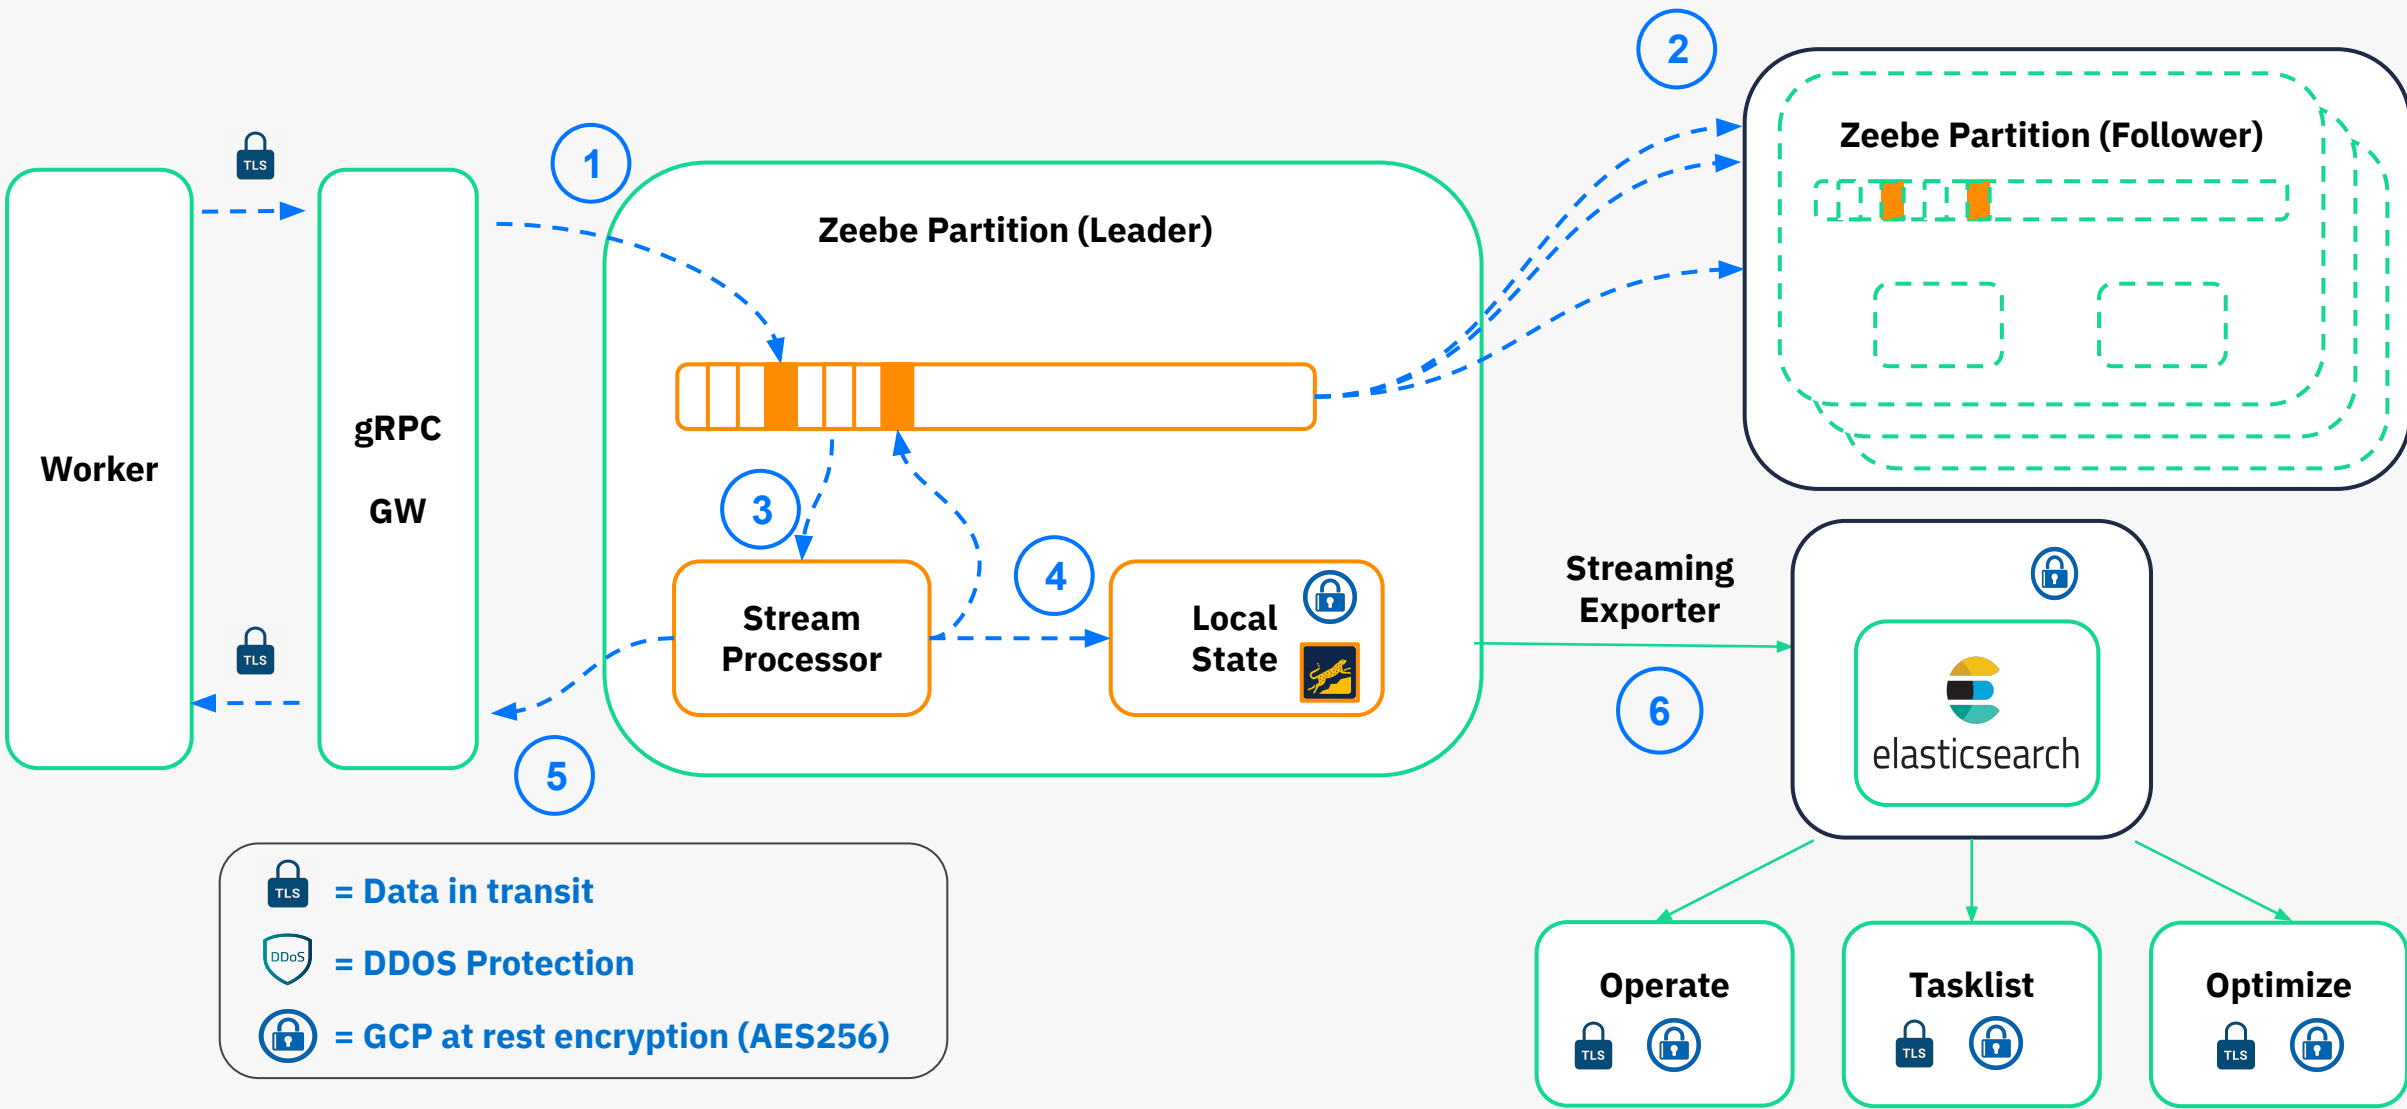 2
Zeebe Partition (Follower)
TLS
1
Zeebe Partition (Leader)
Worker
gRPC
GW
3
4
Stream
Processor
Local
State
Streaming
Exporter
TLS
5
6
elasticsearch
TLS = Data in transit
DDoS = DDOS Protection
= GCP at rest encryption (AES256)
Operate
TLS
Tasklist
TLS
Optimize
TLS